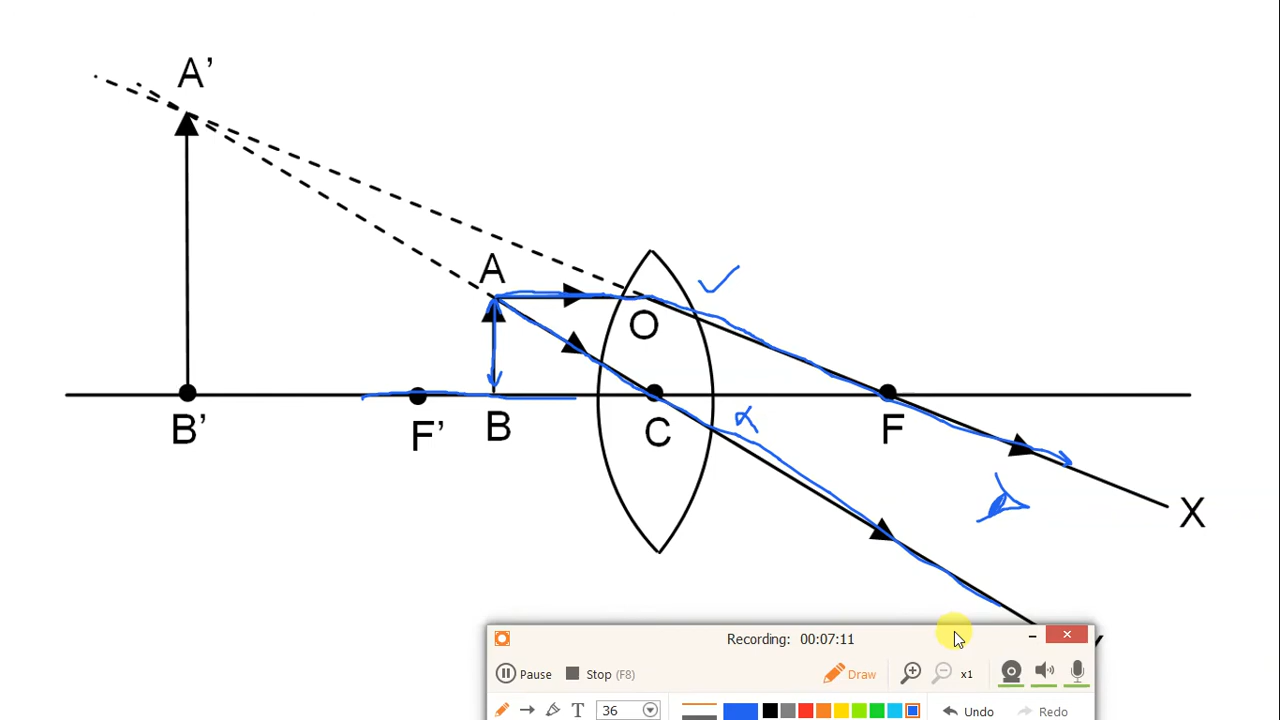 A’
A
O
B’
F’
B
C
F
X
Recording: 00:07:11
Pause
Stop (F8)
Draw
x1
T
36
Undo
Redo